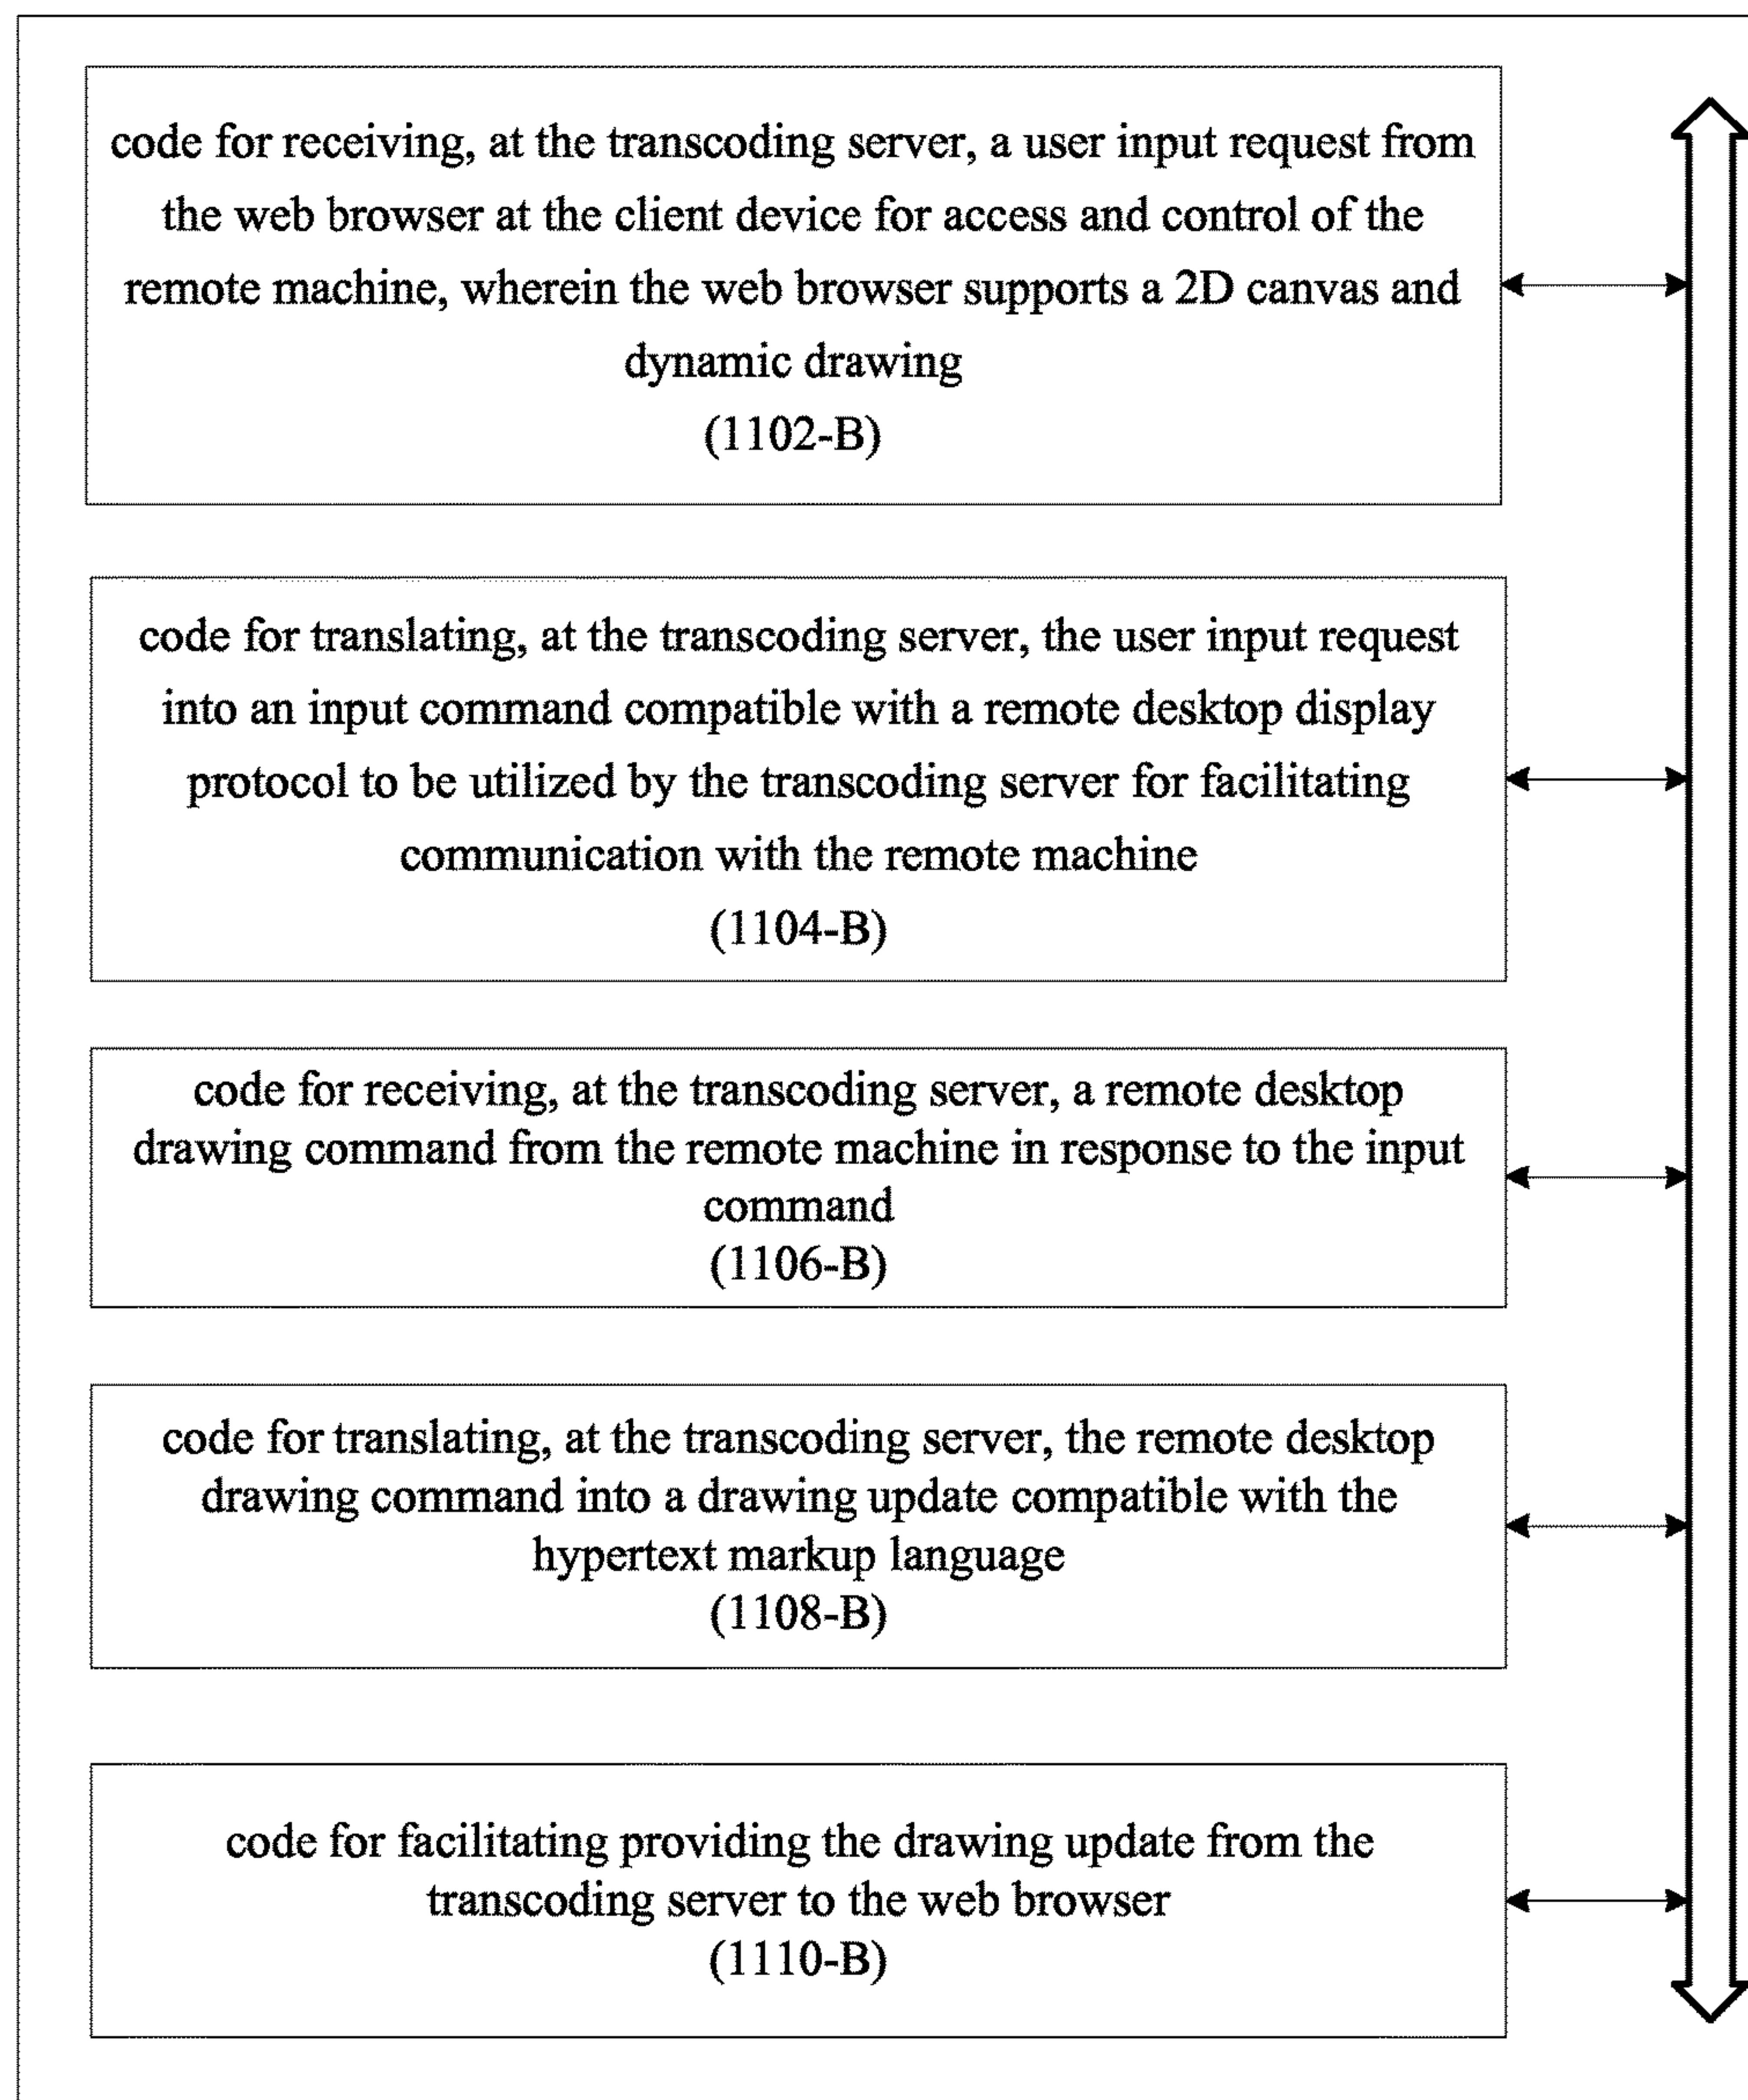 code for receiving, at the transcoding server, a user input request from
the web browser at the client device for access and control of the
remote machine, wherein the web browser supports a 2D canvas and
dynamic drawing
(1102-B)
code for translating, at the transcoding server, the user input request
into an input command compatible with a remote desktop display
protocol to be utilized by the transcoding server for facilitating
communication with the remote machine
(1104-B)
code for receiving, at the transcoding server, a remote desktop
drawing command from the remote machine in response to the input
command
(1106-B)
code for translating, at the transcoding server, the remote desktop
drawing command into a drawing update compatible with the
hypertext markup language
(1108-B)
code for facilitating providing the drawing update from the
transcoding server to the web browser
(1110-B)